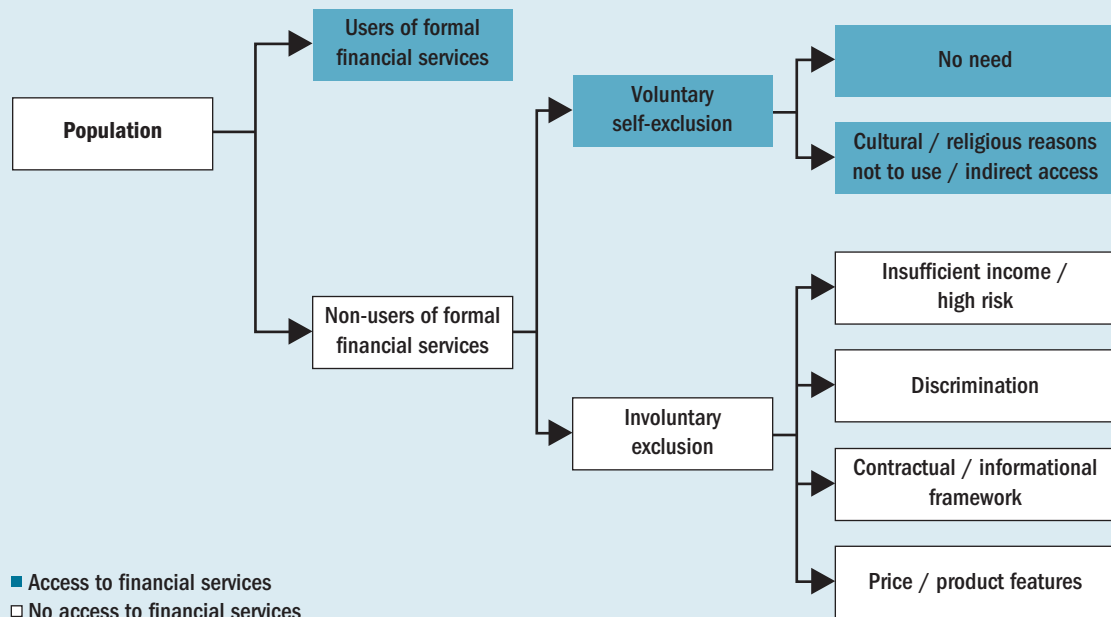 Population
Users of formal
financial services
Non-users of formal
financial services
Voluntary
self-exclusion
Involuntary
exclusion
No need
Cultural / religious reasons
not to use / indirect access
Insufficient income /
high risk
Discrimination
Contractual / informational
framework
Price / product features
Access to financial services
No access to financial services